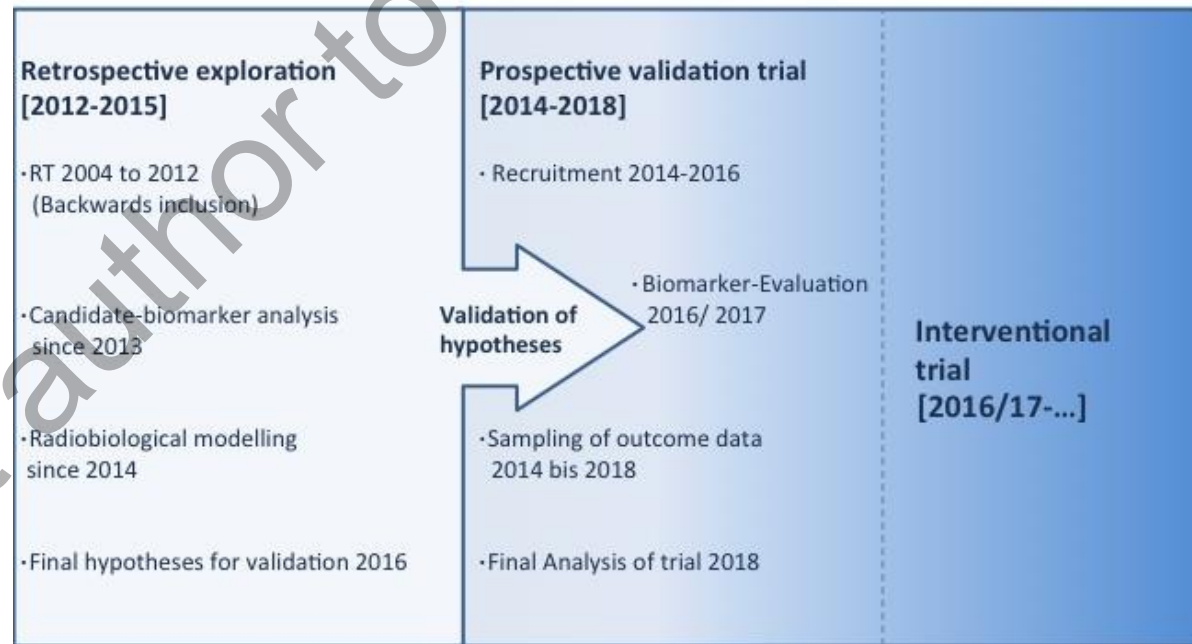 Retrospective exploration
[2012-2015]
·RT 2004 to 2012
(Backwards inclusion)
·Candidate-biomarker analysis
since 2013
·Radiobiological modelling
since 2014
·Final hypotheses for validation 2016
Validation of
hypotheses
Prospective validation trial
[2014-2018]
· Recruitment 2014-2016
·Biomarker-Evaluation
2016/ 2017
·Sampling of outcome data
2014 bis 2018
·Final Analysis of trial 2018
Interventional
trial
[2016/17-...]
author to